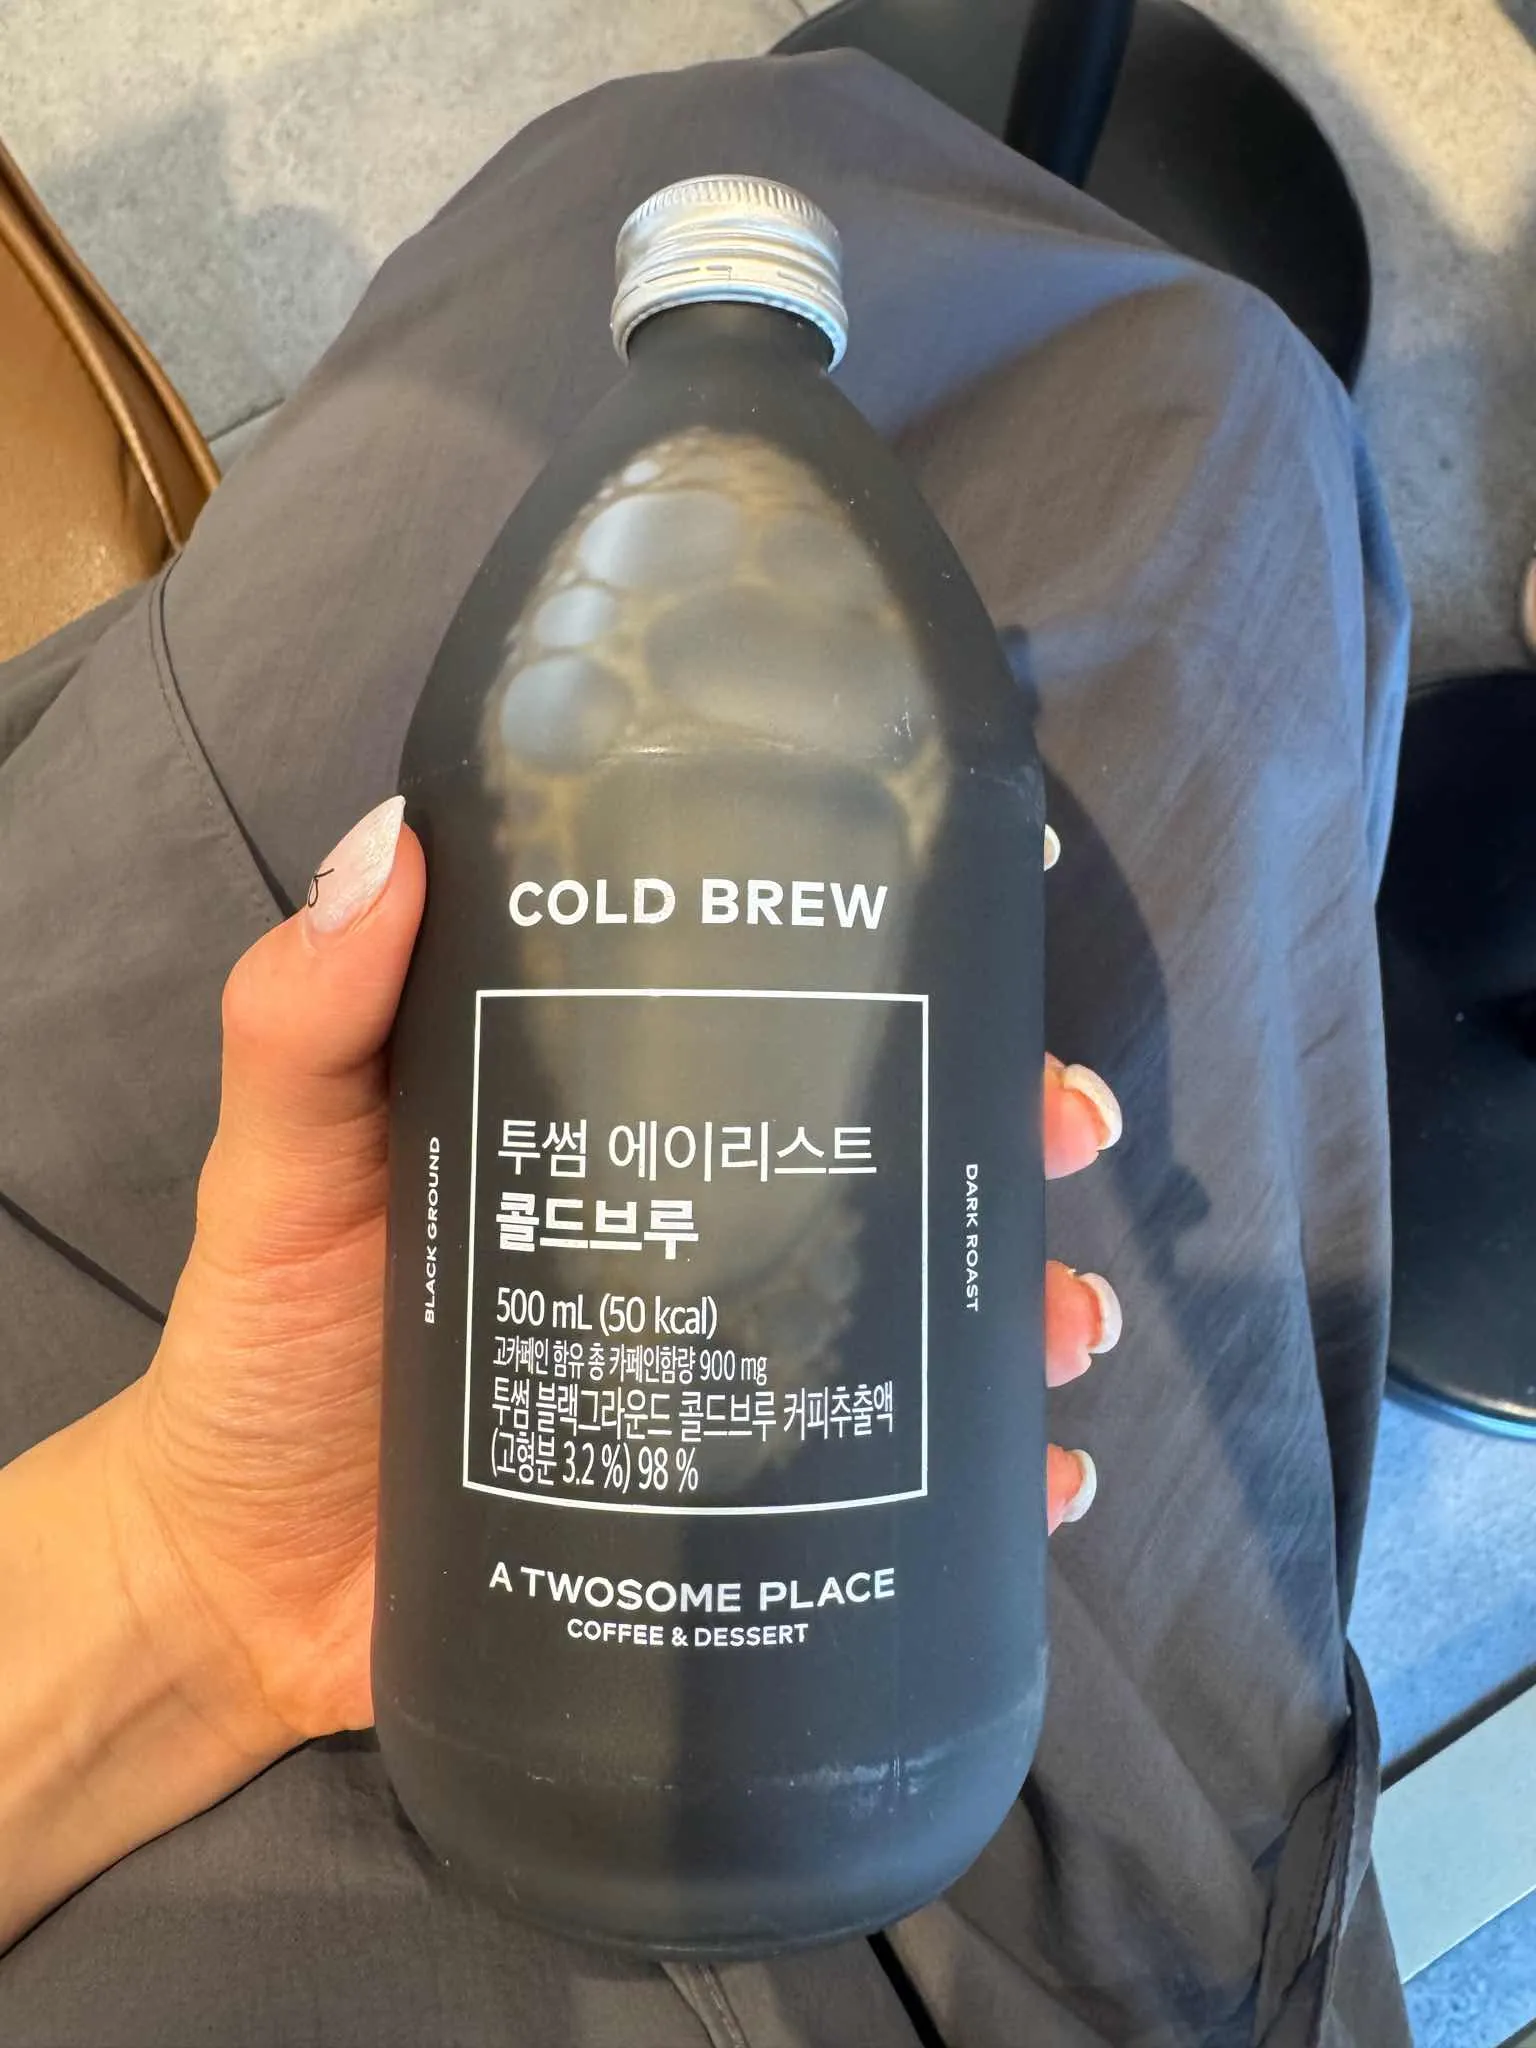 COLD BREW
투썸 에이리스트
콜드브루
500 mL (50 kcal)
고카페인 함유 총 카페인함량 900 mg
투썸 블랙그라운드 콜드브루 커피추출액
(고형분 3.2 %) 98 %
BLACK GROUND
DARK ROAST
A TWOSOME PLACE
COFFEE & DESSERT